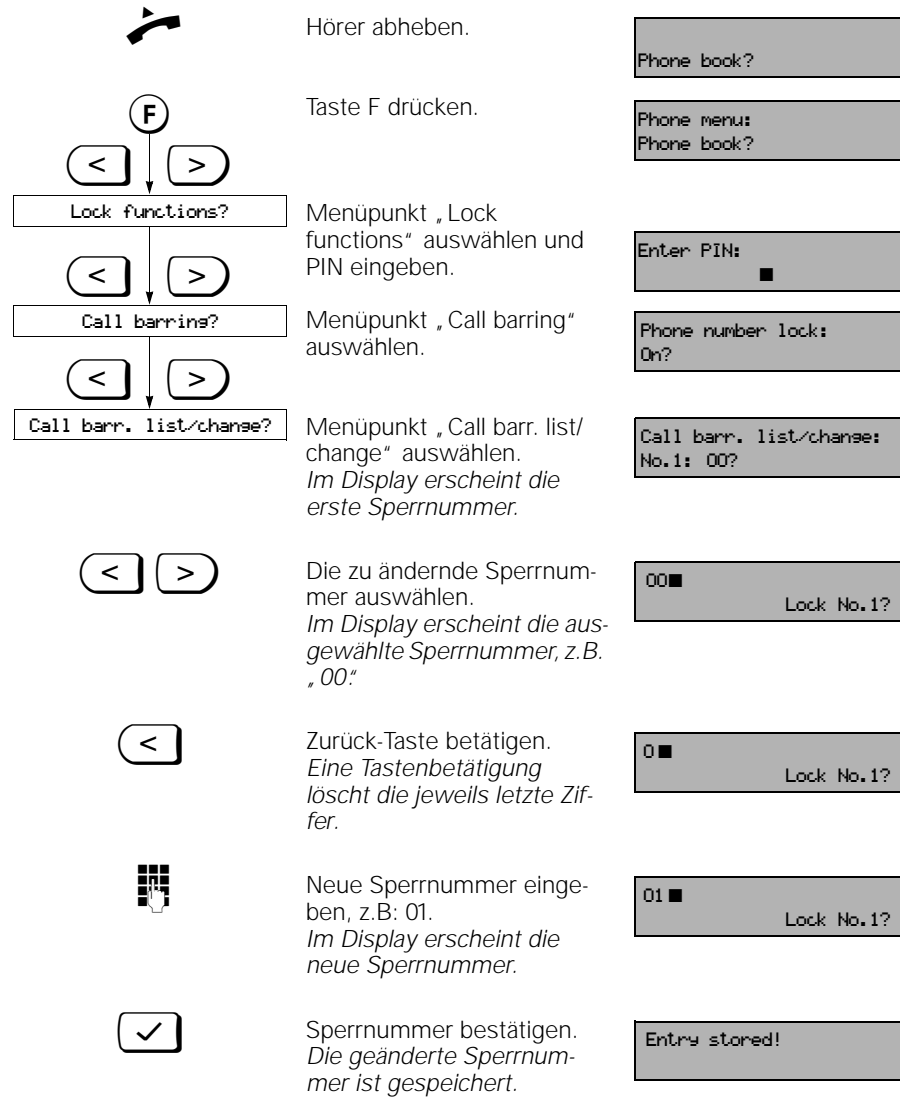 Hörer abheben.
Phone book?
F
Taste F drücken.
Phone menu:
Phone book?
< >
Lock functions?
Menüpunkt „Lock
functions“ auswählen und
PIN eingeben.
Enter PIN:
< >
Call barring?
Menüpunkt „Call barring“
auswählen.
Phone number lock:
On?
< >
Call barr. list/change?
Menüpunkt „Call barr. list/
change“ auswählen.
Im Display erscheint die
erste Sperrnummer.
Call barr. list/change:
No.1: 00?
< >
Die zu ändernde Sperrnum-
mer auswählen.
Im Display erscheint die aus-
gewählte Sperrnummer, z.B.
„00“.
00
Lock No.1?
<
Zurück-Taste betätigen.
Eine Tastenbetätigung
löscht die jeweils letzte Zif-
fer.
0
Lock No.1?
Neue Sperrnummer einge-
ben, z.B: 01.
Im Display erscheint die
neue Sperrnummer.
01
Lock No.1?
Sperrnummer bestätigen.
Die geänderte Sperrnum-
mer ist gespeichert.
Entry stored!